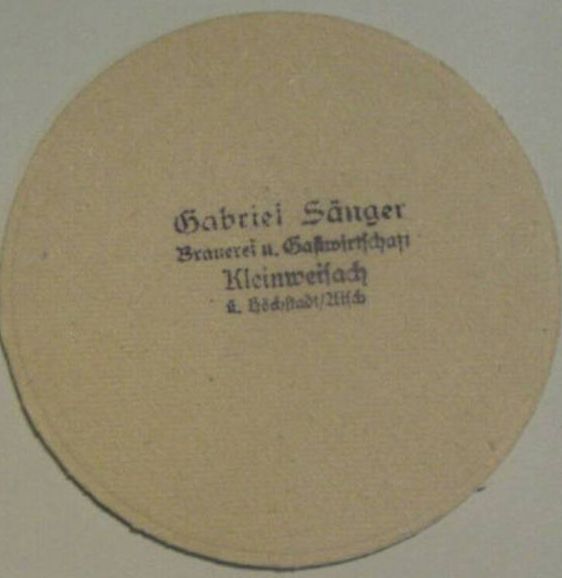 Gabriel Sänger
Brauerei u. Gastwirtschaft
Kleinweisach
ü. Höchstadt/Aisch